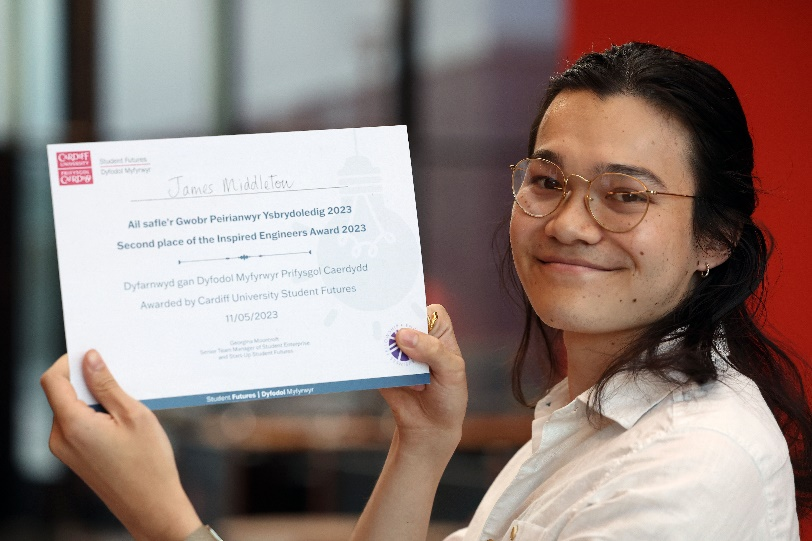 CARDIFF
UNIVERSITY
PRIFYSGOL
CAERDYDD
Student Futures
Dyfodol Myfyrwyr
James Middleton
Ail safle'r Gwobr Peirianwyr Ysbrydoledig 2023
Second place of the Inspired Engineers Award 2023
Dyfarnwyd gan Dyfodol Myfyrwyr Prifysgol Caerdydd
Awarded by Cardiff University Student Futures
11/05/2023
Georgina Moorcroft
Senior Team Manager of Student Enterprise
and Start-Up Student Futures
Student Futures | Dyfodol Myfyrwyr